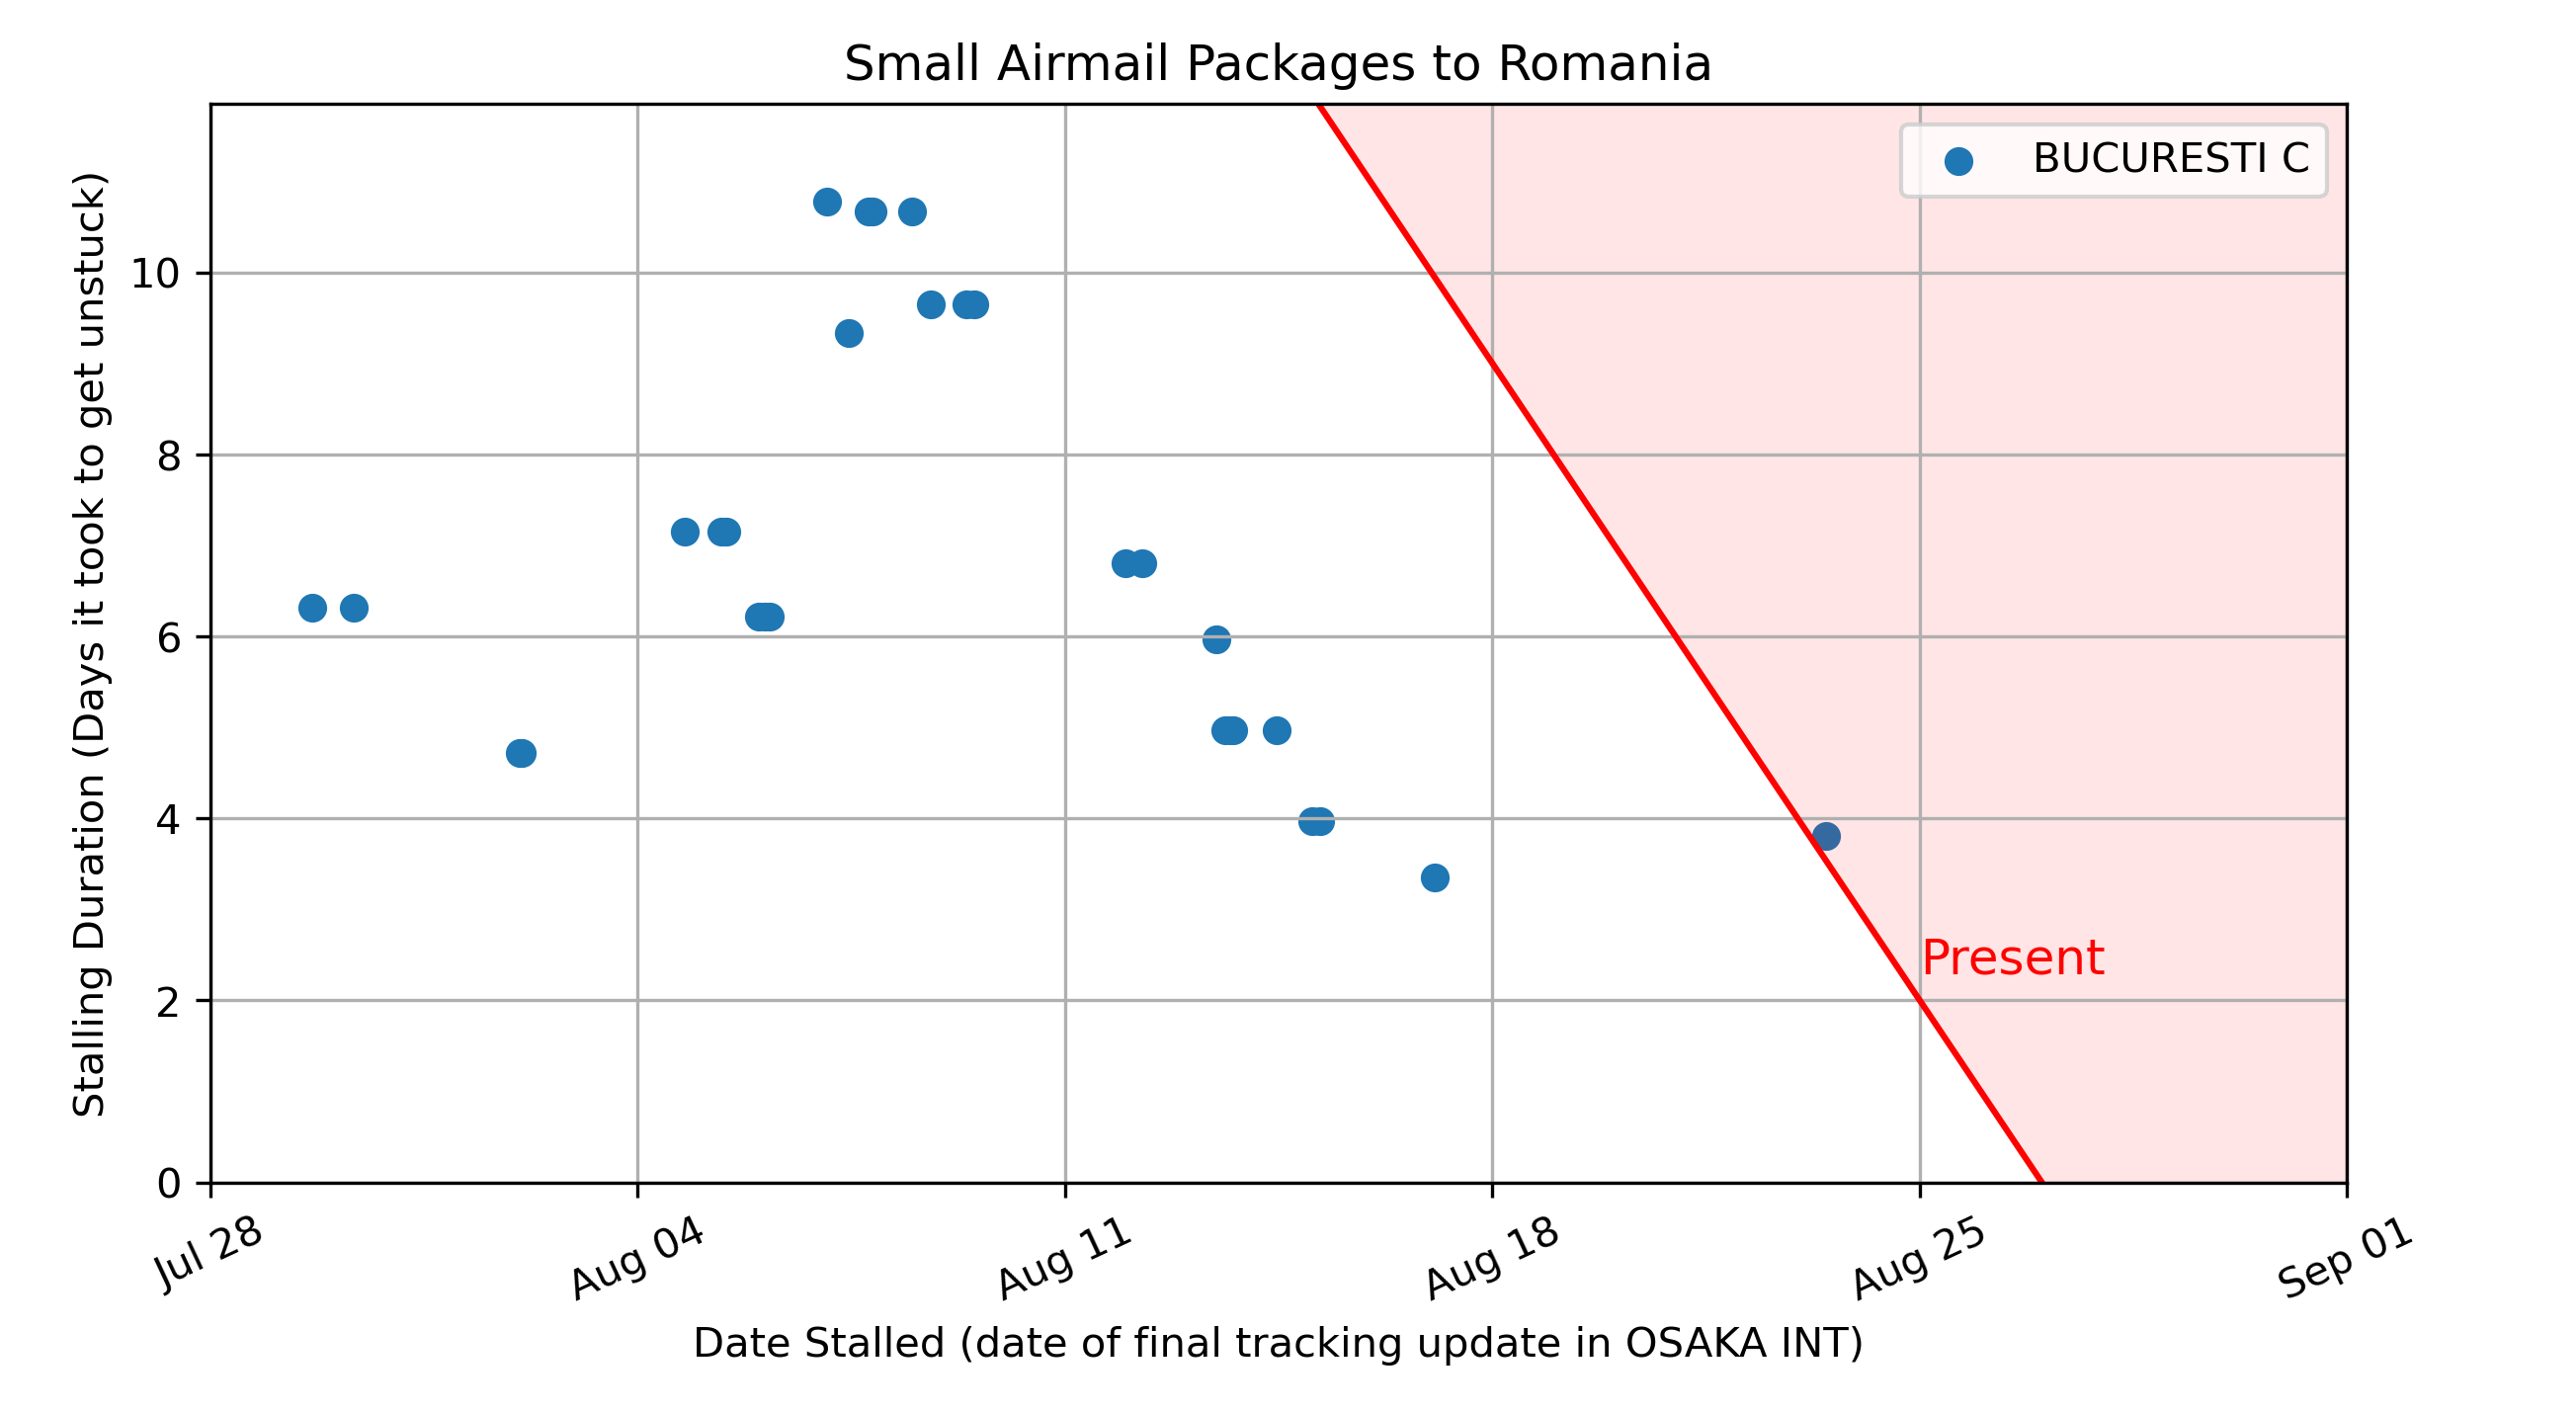 Small Airmail Packages to Romania
BUCURESTI C
Stalling Duration (Days it took to get unstuck)
10
8
6
4
2
0
Present
Jul 28
Aug 04
Aug 11
Aug 18
Aug 25
Sep 01
Date Stalled (date of final tracking update in OSAKA INT)